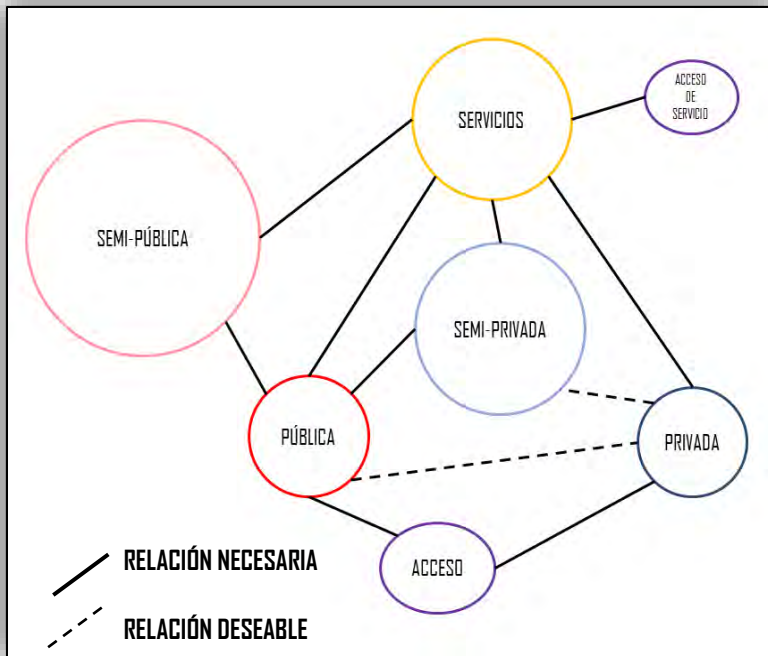 SERVICIOS
ACCESO
DE
SERVICIO
SEMI-PÚBLICA
SEMI-PRIVADA
PÚBLICA
PRIVADA
ACCESO
RELACIÓN NECESARIA
RELACIÓN DESEABLE